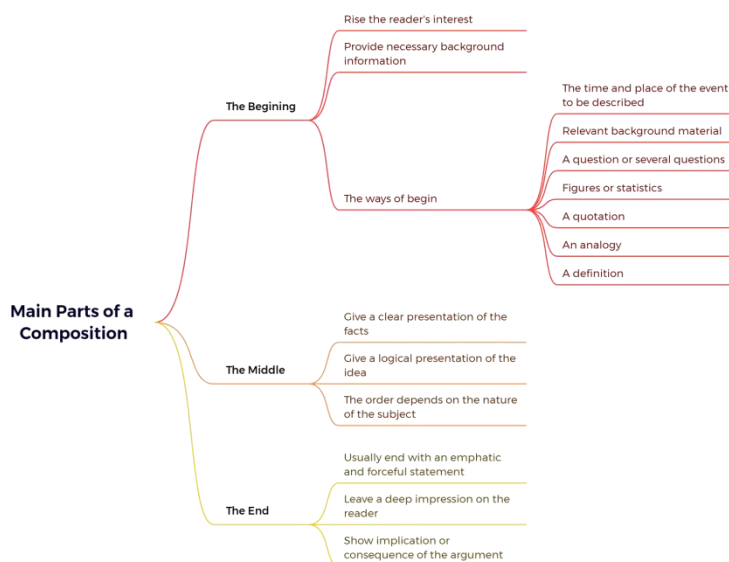 Main Parts of a
Composition
The Begining
Rise the reader's interest
Provide necessary background
information
The ways of begin
The time and place of the event
to be described
Relevant background material
A question or several questions
Figures or statistics
A quotation
An analogy
A definition
The Middle
Give a clear presentation of the
facts
Give a logical presentation of the
idea
The order depends on the nature
of the subject
The End
Usually end with an emphatic
and forceful statement
Leave a deep impression on the
reader
Show implication or
consequence of the argument